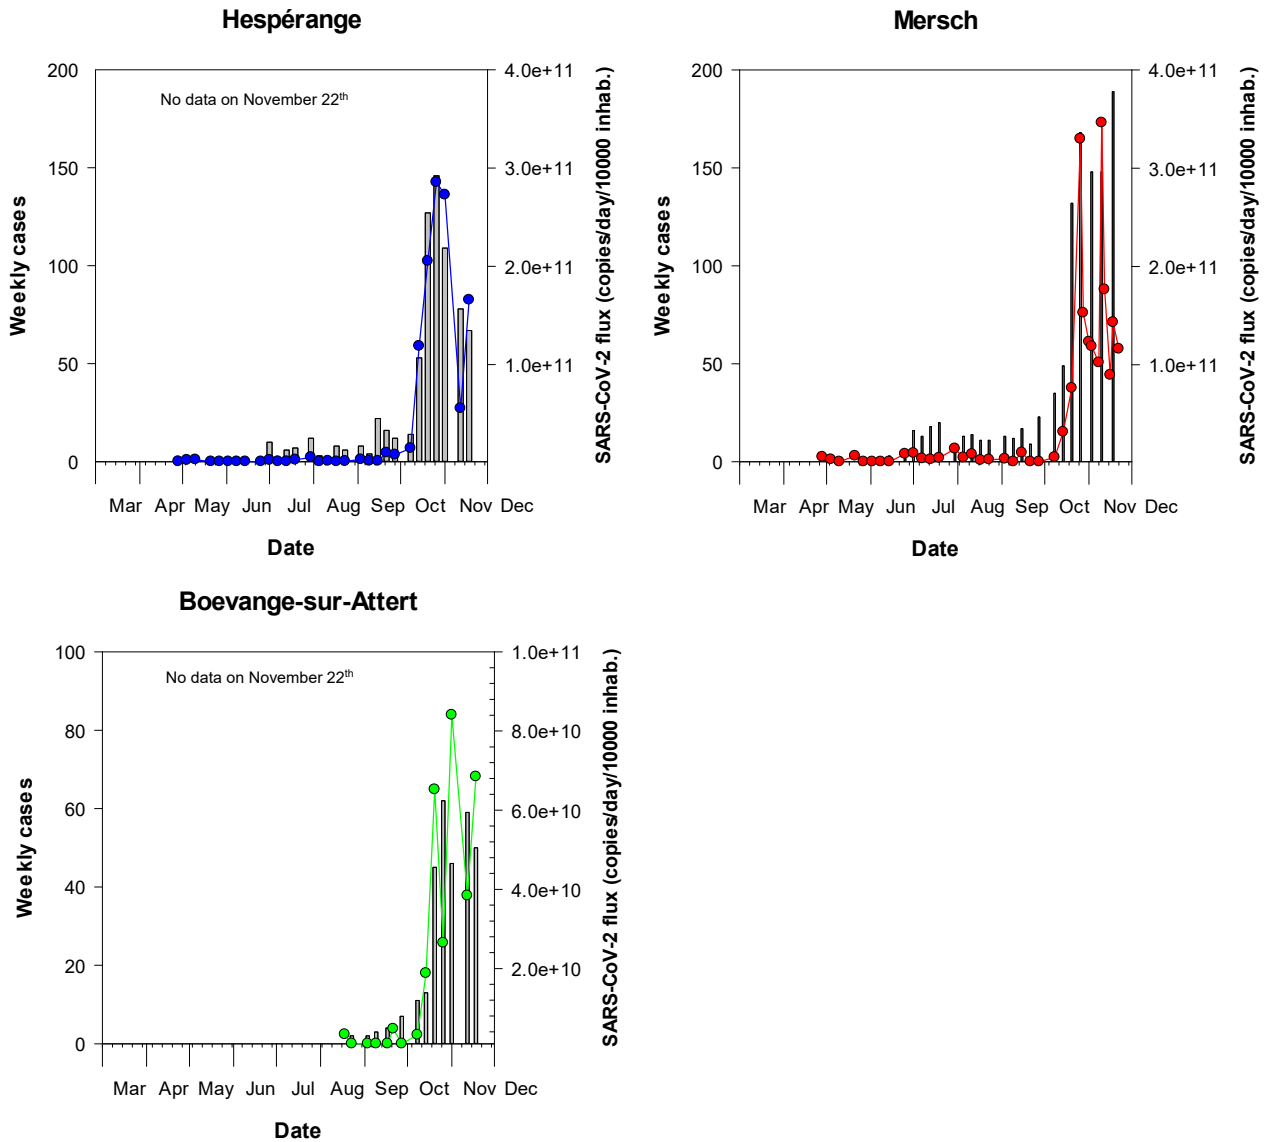 Hespérange
No data on November 22th
200
150
100
50
0
4.0e+11
3.0e+11
2.0e+11
1.0e+11
Weekly cases
SARS-CoV-2 flux (copies/day/10000 inhab.)
Mar Apr May Jun Jul Aug Sep Oct Nov Dec
Date
Mersch
200
150
100
50
0
4.0e+11
3.0e+11
2.0e+11
1.0e+11
Weekly cases
SARS-CoV-2 flux (copies/day/10000 inhab.)
Mar Apr May Jun Jul Aug Sep Oct Nov Dec
Date
Boevange-sur-Attert
No data on November 22th
100
80
60
40
20
0
1.0e+11
8.0e+10
6.0e+10
4.0e+10
2.0e+10
Weekly cases
SARS-CoV-2 flux (copies/day/10000 inhab.)
Mar Apr May Jun Jul Aug Sep Oct Nov Dec
Date